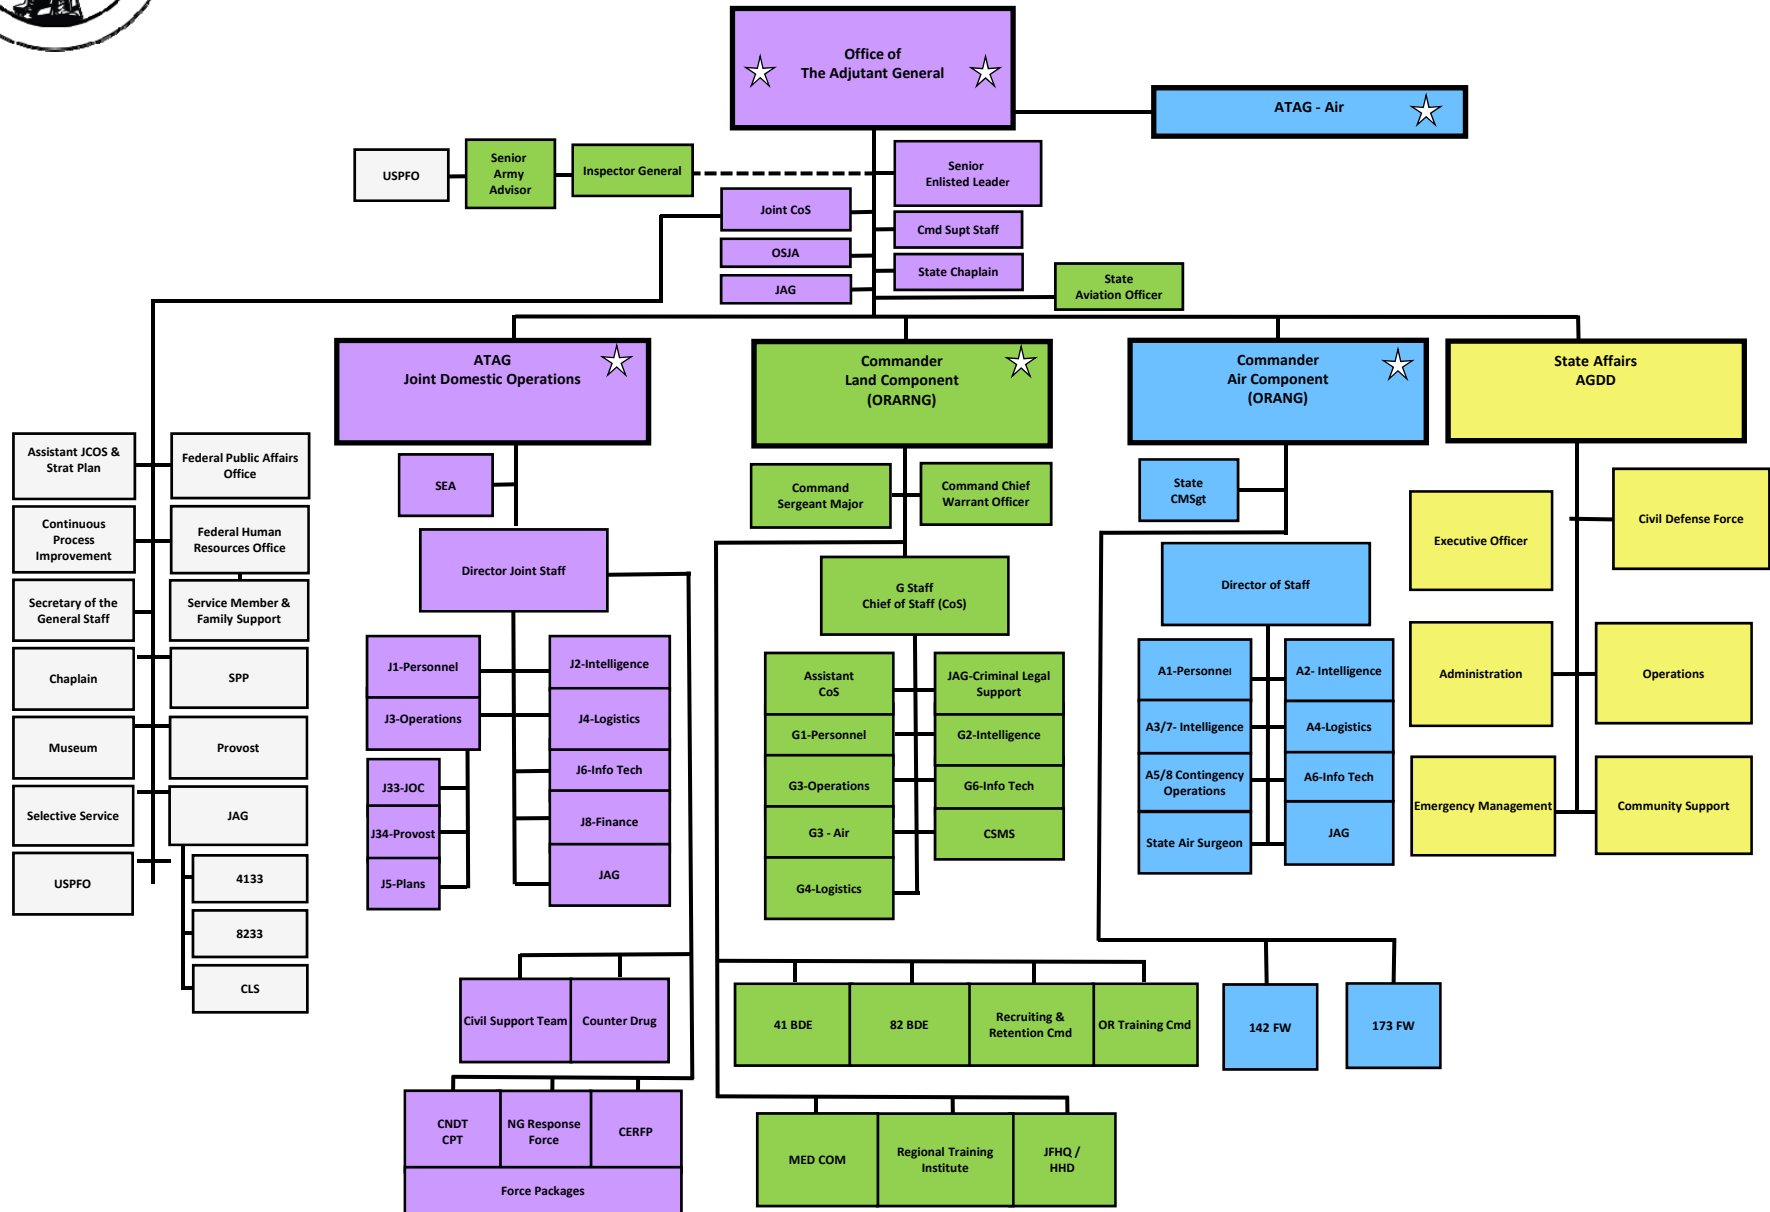 Office of
The Adjutant General
ATAG - Air
USPFO
Senior
Army
Advisor
Inspector General
Senior
Enlisted Leader
Joint CoS
Cmd Supt Staff
OSJA
State Chaplain
JAG
State
Aviation Officer
ATAG
Joint Domestic Operations
Commander
Land Component
(ORARNG)
Commander
Air Component
(ORANG)
State Affairs
AGDD
Assistant JCOS &
Strat Plan
Federal Public Affairs
Office
Continuous
Process
Improvement
Federal Human
Resources Office
Secretary of the
General Staff
Service Member &
Family Support
Chaplain
SPP
Museum
Provost
Selective Service
JAG
USPFO
4133
8233
CLS
SEA
Director Joint Staff
J1-Personnel
J2-Intelligence
J3-Operations
J4-Logistics
J6-Info Tech
J33-JOC
J8-Finance
J34-Provost
J5-Plans
JAG
Civil Support Team
Counter Drug
CNDT
CPT
NG Response
Force
CERFP
Force Packages
Command
Sergeant Major
Command Chief
Warrant Officer
G Staff
Chief of Staff (CoS)
Assistant
CoS
JAG-Criminal Legal
Support
G1-Personnel
G2-Intelligence
G3-Operations
G6-Info Tech
G3 - Air
CSMS
G4-Logistics
41 BDE
82 BDE
Recruiting &
Retention Cmd
OR Training Cmd
MED COM
Regional Training
Institute
JFHQ /
HHD
State
CMSgt
Director of Staff
A1-Personnel
A2- Intelligence
A3/7- Intelligence
A4-Logistics
A5/8 Contingency
Operations
A6-Info Tech
State Air Surgeon
JAG
142 FW
173 FW
Executive Officer
Civil Defense Force
Administration
Operations
Emergency Management
Community Support